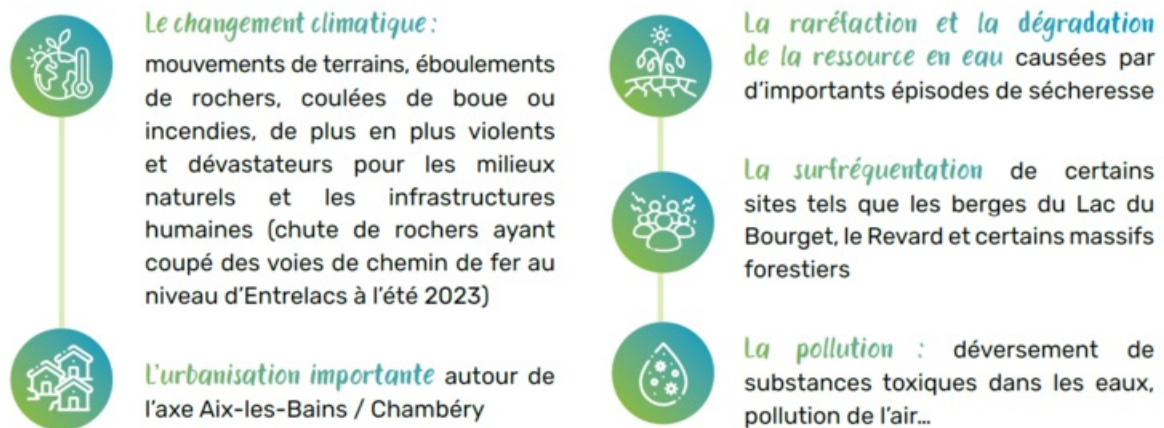 Le changement climatique :
mouvements de terrains, éboulements
de rochers, coulées de boue ou
incendies, de plus en plus violents
et dévastateurs pour les milieux
naturels et les infrastructures
humaines (chute de rochers ayant
coupé des voies de chemin de fer au
niveau d’Entrelacs à l’été 2023)
L’urbanisation importante autour de
l’axe Aix-les-Bains / Chambéry
La raréfaction et la dégradation
de la ressource en eau causées par
d’importants épisodes de sécheresse
La surfréquentation de certains
sites tels que les berges du Lac du
Bourget, le Revard et certains massifs
forestiers
La pollution : déversement de
substances toxiques dans les eaux,
pollution de l’air…